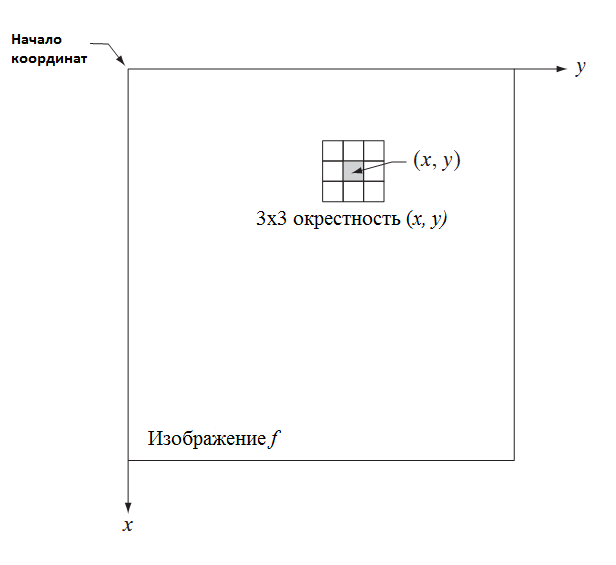 Начало
координат
y
(x, y)
3x3 окрестность (x, y)
Изображение f
x